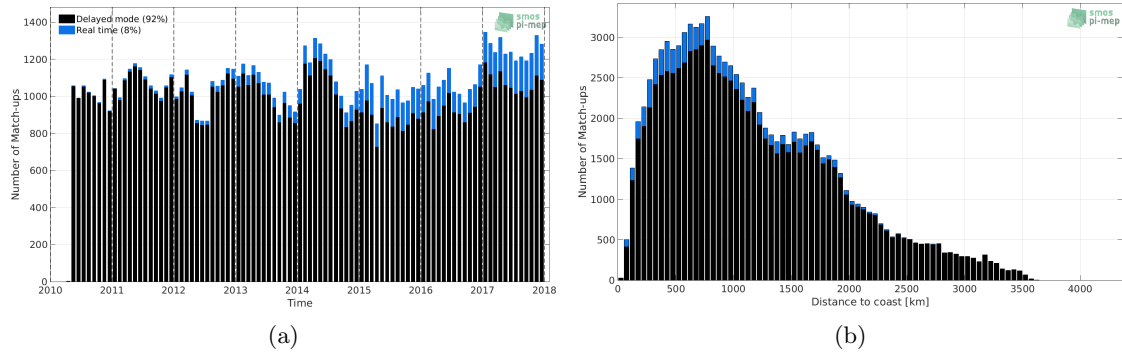 smos
pi-mep
Delayed mode (92%)
Real time (8%)
1400
1200
1000
800
600
400
200
0
Number of Match-ups
2010 2011 2012 2013 2014 2015 2016 2017 2018
Time
(a)
smos
pi-mep
3000
2500
2000
1500
1000
500
0
Number of Match-ups
0 500 1000 1500 2000 2500 3000 3500 4000
Distance to coast [km]
(b)